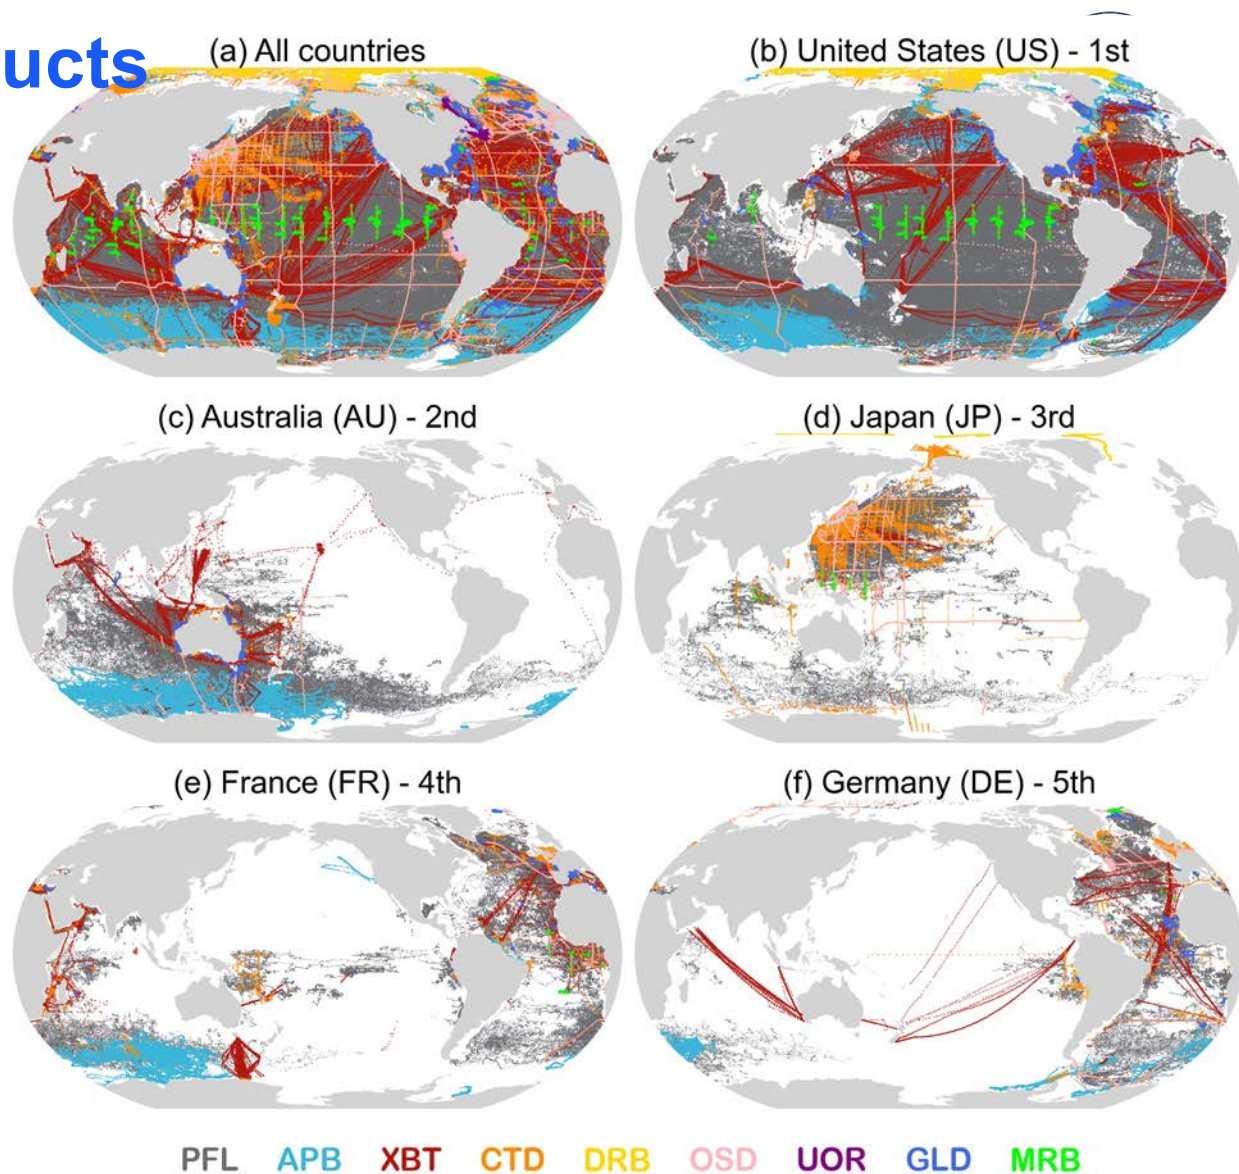 ucts
(a) All countries
(b) United States (US) - 1st
(c) Australia (AU) - 2nd
(d) Japan (JP) - 3rd
(e) France (FR) - 4th
(f) Germany (DE) - 5th
PFL APB XBT CTD DRB OSD UOR GLD MRB